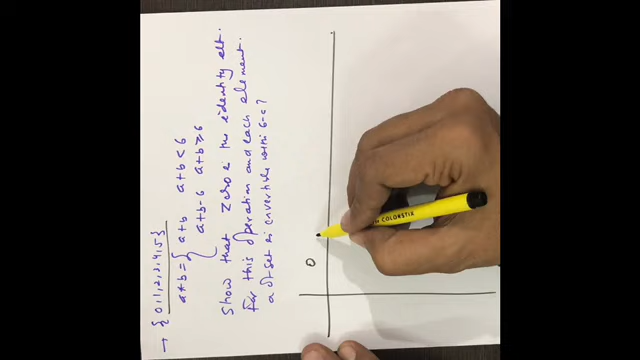 → {0,1,2,3,4,5}
a*b = { a+b a+b<6
a+b-6 a+b≥6
Show that zero is the identity elt.
for this operation and each element
a of set is invertible with 6-a?
0
COLORSTIX